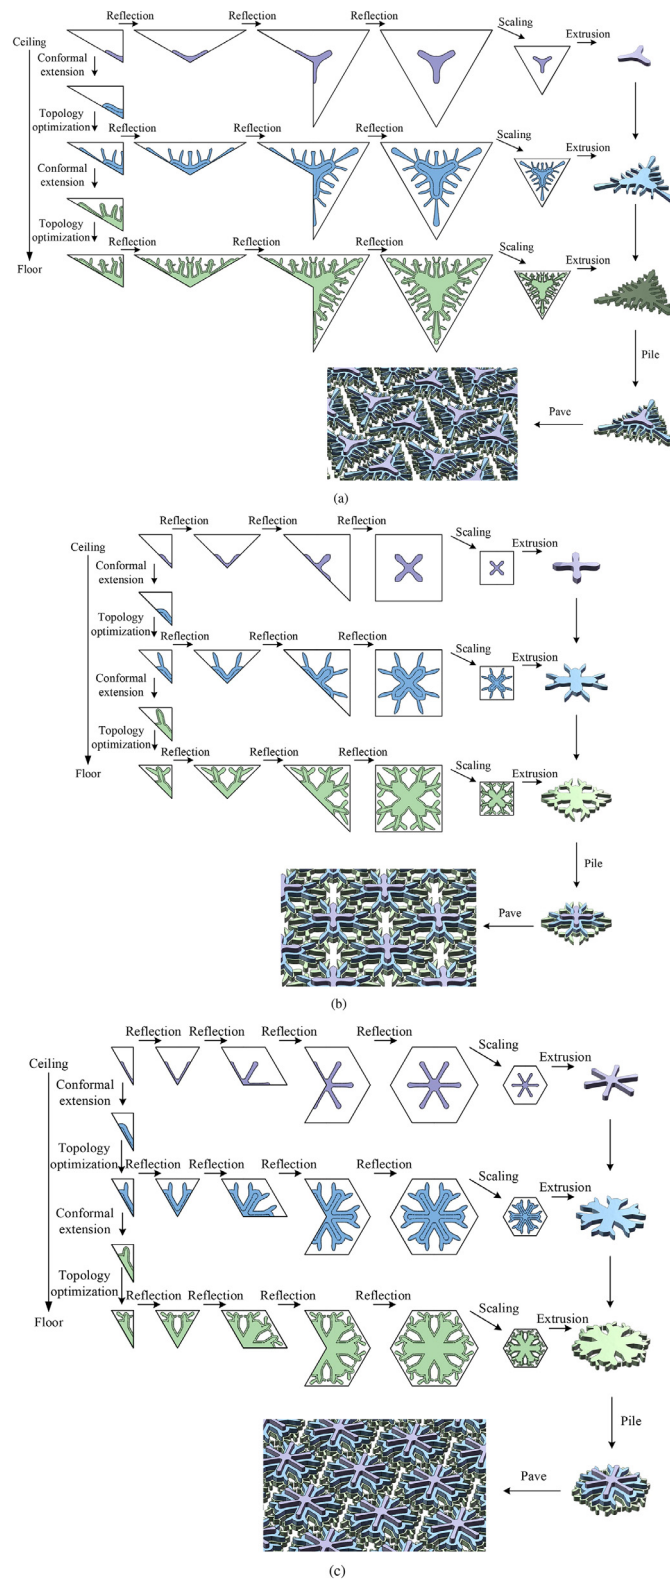 Reflection Reflection Reflection Scaling
Ceiling Extrusion
Conformal
extension
Topology
optimization Reflection Reflection Reflection Scaling Extrusion
Conformal
extension
Topology
optimization Reflection Reflection Reflection Scaling Extrusion
Floor
Pile
Pave
(a)
Reflection Reflection Reflection Scaling Extrusion
Ceiling
Conformal
extension
Topology
optimization Reflection Reflection Reflection Scaling Extrusion
Conformal
extension
Topology
optimization Reflection Reflection Reflection Scaling Extrusion
Floor
Pile
Pave
(b)
Reflection Reflection Reflection Reflection Scaling
Ceiling Extrusion
Conformal
extension
Topology
optimization Reflection Reflection Reflection Reflection Scaling Extrusion
Conformal
extension
Topology
optimization Reflection Reflection Reflection Reflection Scaling Extrusion
Floor
Pile
Pave
(c)